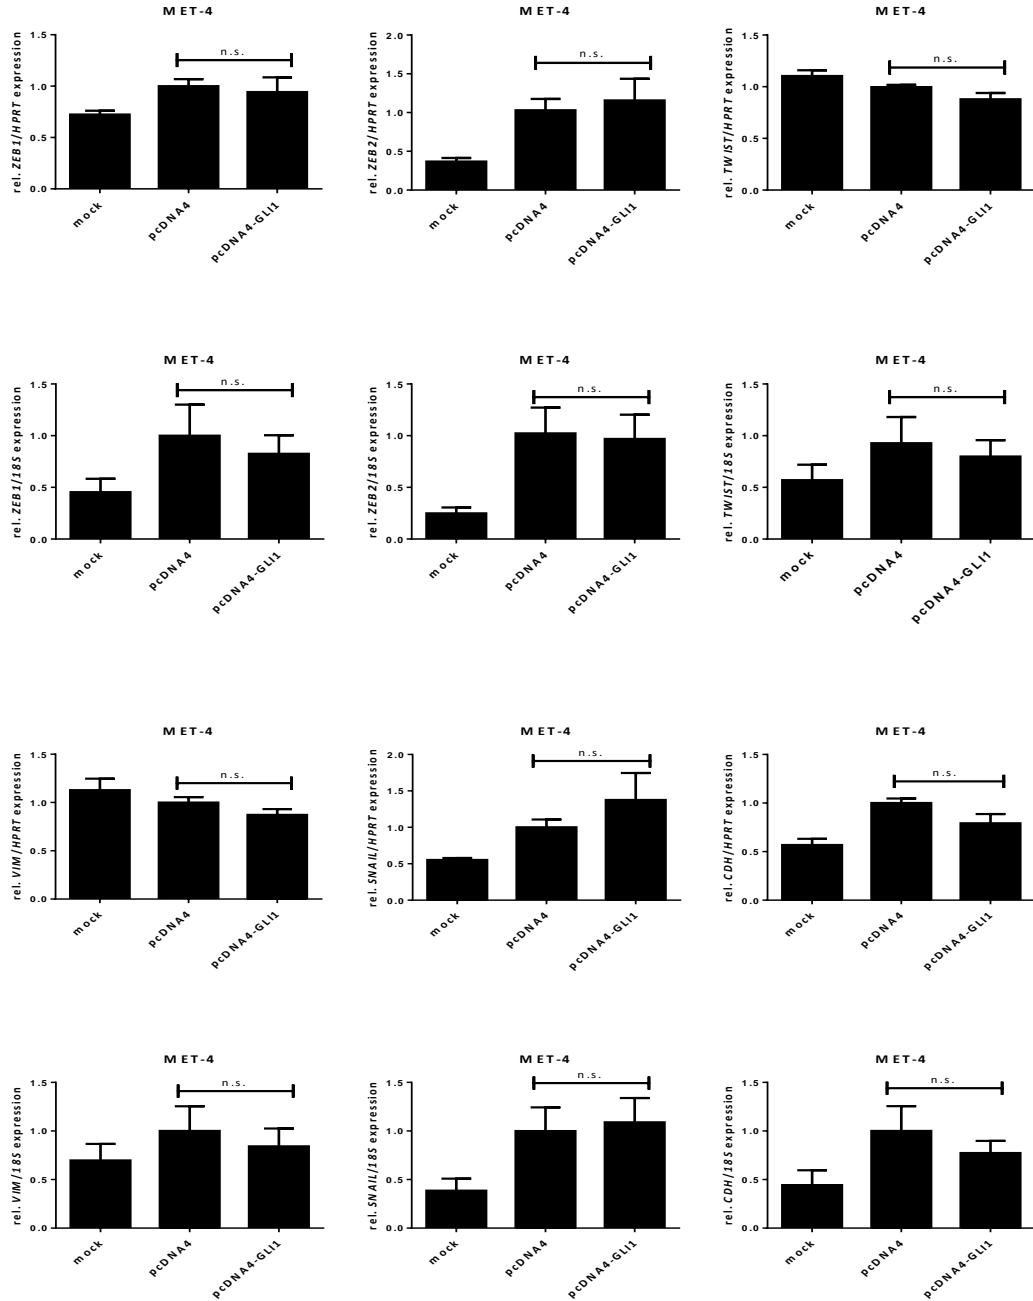 MET-4
rel. ZEB1/HPRT expression
1.5
1.0
0.5
0.0
n.s.
mock
pcDNA4
pcDNA4-GLI1
MET-4
rel. ZEB2/HPRT expression
2.0
1.5
1.0
0.5
0.0
n.s.
mock
pcDNA4
pcDNA4-GLI1
MET-4
rel. TWIST/HPRT expression
1.5
1.0
0.5
0.0
n.s.
mock
pcDNA4
pcDNA4-GLI1
MET-4
rel. ZEB1/18S expression
1.5
1.0
0.5
0.0
n.s.
mock
pcDNA4
pcDNA4-GLI1
MET-4
rel. ZEB2/18S expression
1.5
1.0
0.5
0.0
n.s.
mock
pcDNA4
pcDNA4-GLI1
MET-4
rel. TWIST/18S expression
1.5
1.0
0.5
0.0
n.s.
mock
pcDNA4
pcDNA4-GLI1
MET-4
rel. VIM/HPRT expression
1.5
1.0
0.5
0.0
n.s.
mock
pcDNA4
pcDNA4-GLI1
MET-4
rel. SNAIL/HPRT expression
2.0
1.5
1.0
0.5
0.0
n.s.
mock
pcDNA4
pcDNA4-GLI1
MET-4
rel. CDH/HPRT expression
1.5
1.0
0.5
0.0
n.s.
mock
pcDNA4
pcDNA4-GLI1
MET-4
rel. VIM/18S expression
1.5
1.0
0.5
0.0
n.s.
mock
pcDNA4
pcDNA4-GLI1
MET-4
rel. SNAIL/18S expression
1.5
1.0
0.5
0.0
n.s.
mock
pcDNA4
pcDNA4-GLI1
MET-4
rel. CDH/18S expression
1.5
1.0
0.5
0.0
n.s.
mock
pcDNA4
pcDNA4-GLI1